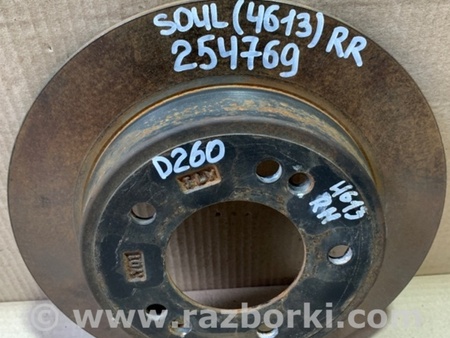 SOUL (4613) RR
254769
D260
4613
RH
www.razborki.com